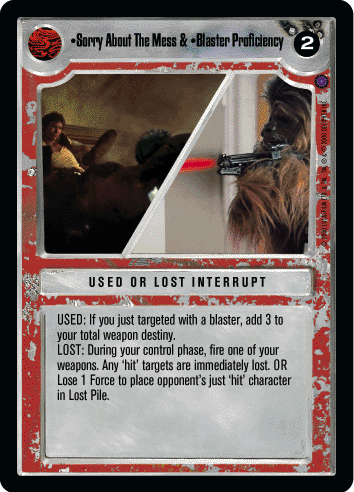 •Sorry About The Mess & •Blaster Proficiency
2
USED OR LOST INTERRUPT
USED: If you just targeted with a blaster, add 3 to
your total weapon destiny.
LOST: During your control phase, fire one of your
weapons. Any ‘hit’ targets are immediately lost. OR
Lose 1 Force to place opponent's just ‘hit’ character
in Lost Pile.